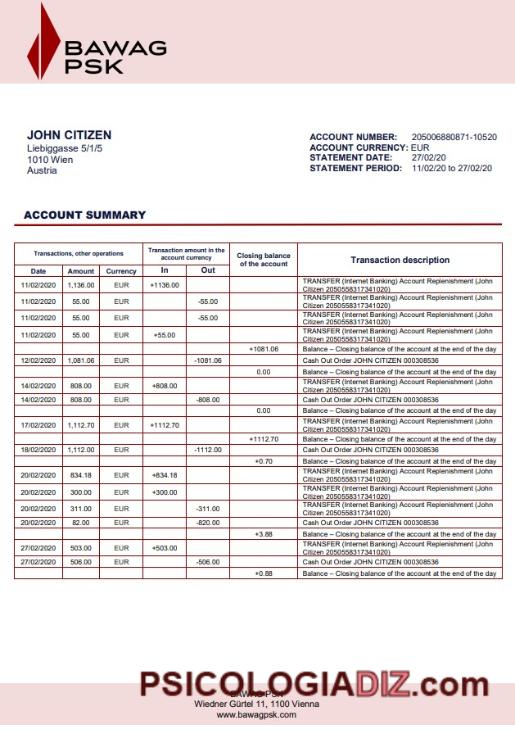 BAWAG
PSK
JOHN CITIZEN
Liebiggasse 5/1/5
1010 Wien
Austria
ACCOUNT NUMBER: 205006880871-10520
ACCOUNT CURRENCY: EUR
STATEMENT DATE: 27/02/20
STATEMENT PERIOD: 11/02/20 to 27/02/20
ACCOUNT SUMMARY
Transactions, other operations
Transaction amount in the
account currency
Closing balance
of the account
Transaction description
Date Amount Currency In Out
11/02/2020 1,136.00 EUR +1136.00 TRANSFER (Internet Banking) Account Replenishment (John
Citizen 2050558317341020)
11/02/2020 55.00 EUR -55.00 TRANSFER (Internet Banking) Account Replenishment (John
Citizen 2050558317341020)
11/02/2020 55.00 EUR -55.00 TRANSFER (Internet Banking) Account Replenishment (John
Citizen 2050558317341020)
11/02/2020 55.00 EUR +55.00 TRANSFER (Internet Banking) Account Replenishment (John
Citizen 2050558317341020)
+1081.06 Balance – Closing balance of the account at the end of the day
12/02/2020 1,081.06 EUR -1081.06 Cash Out Order JOHN CITIZEN 000308536
0.00 Balance – Closing balance of the account at the end of the day
14/02/2020 808.00 EUR +808.00 TRANSFER (Internet Banking) Account Replenishment (John
Citizen 2050558317341020)
14/02/2020 808.00 EUR -808.00 Cash Out Order JOHN CITIZEN 000308536
0.00 Balance – Closing balance of the account at the end of the day
17/02/2020 1,112.70 EUR +1112.70 TRANSFER (Internet Banking) Account Replenishment (John
Citizen 2050558317341020)
+1112.70 Balance – Closing balance of the account at the end of the day
18/02/2020 1,112.00 EUR -1112.00 Cash Out Order JOHN CITIZEN 000308536
+0.70 Balance – Closing balance of the account at the end of the day
20/02/2020 834.18 EUR +834.18 TRANSFER (Internet Banking) Account Replenishment (John
Citizen 2050558317341020)
20/02/2020 300.00 EUR +300.00 TRANSFER (Internet Banking) Account Replenishment (John
Citizen 2050558317341020)
20/02/2020 311.00 EUR -311.00 TRANSFER (Internet Banking) Account Replenishment (John
Citizen 2050558317341020)
20/02/2020 82.00 EUR -820.00 Cash Out Order JOHN CITIZEN 000308536
+3.88 Balance – Closing balance of the account at the end of the day
27/02/2020 503.00 EUR +503.00 TRANSFER (Internet Banking) Account Replenishment (John
Citizen 2050558317341020)
27/02/2020 506.00 EUR -506.00 Cash Out Order JOHN CITIZEN 000308536
+0.88 Balance – Closing balance of the account at the end of the day
PSICOLOGIADIZ.com
BAWAG PSK
Wiedner Gürtel 11, 1100 Vienna
www.bawagpsk.com